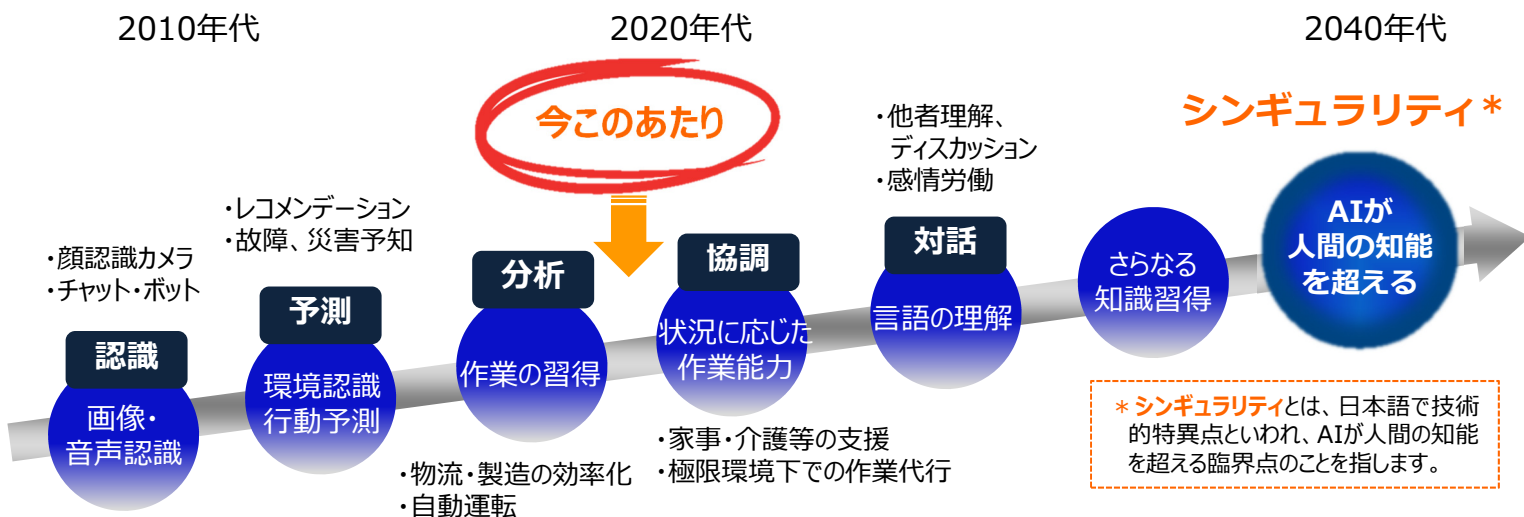 2010年代
2020年代
2040年代
今このあたり
シンギュラリティ*
・顔認識カメラ
・チャット・ボット
認識
画像・
音声認識
・レコメンデーション
・故障、災害予知
予測
環境認識
行動予測
分析
作業の習得
・物流・製造の効率化
・自動運転
協調
状況に応じた
作業能力
・家事・介護等の支援
・極限環境下での作業代行
・他者理解、
ディスカッション
・感情労働
対話
言語の理解
さらなる
知識習得
AIが
人間の知能
を超える
* シンギュラリティとは、日本語で技術
的特異点といわれ、AIが人間の知能
を超える臨界点のことを指します。